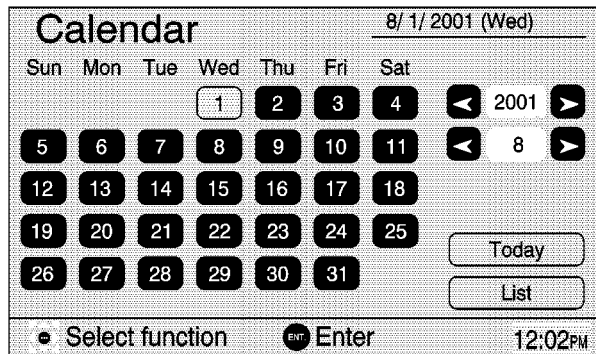 Calendar 8/ 1/ 2001 (Wed)
Sun Mon Tue Wed Thu Fri Sat
1 2 3 4 2001
5 6 7 8 9 10 11 8
12 13 14 15 16 17 18
19 20 21 22 23 24 25
Today
26 27 28 29 30 31
List
Select function ENT. Enter 12:02PM